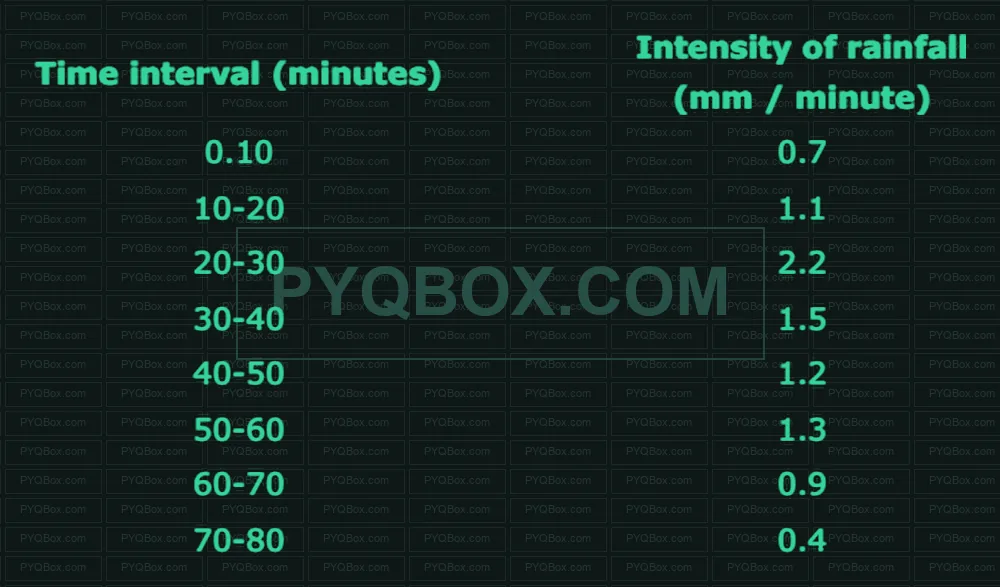 Time interval (minutes) Intensity of rainfall (mm / minute)
0.10 0.7
10-20 1.1
20-30 2.2
PYQBOX.COM
30-40 1.5
40-50 1.2
50-60 1.3
60-70 0.9
70-80 0.4
PYQBox.com